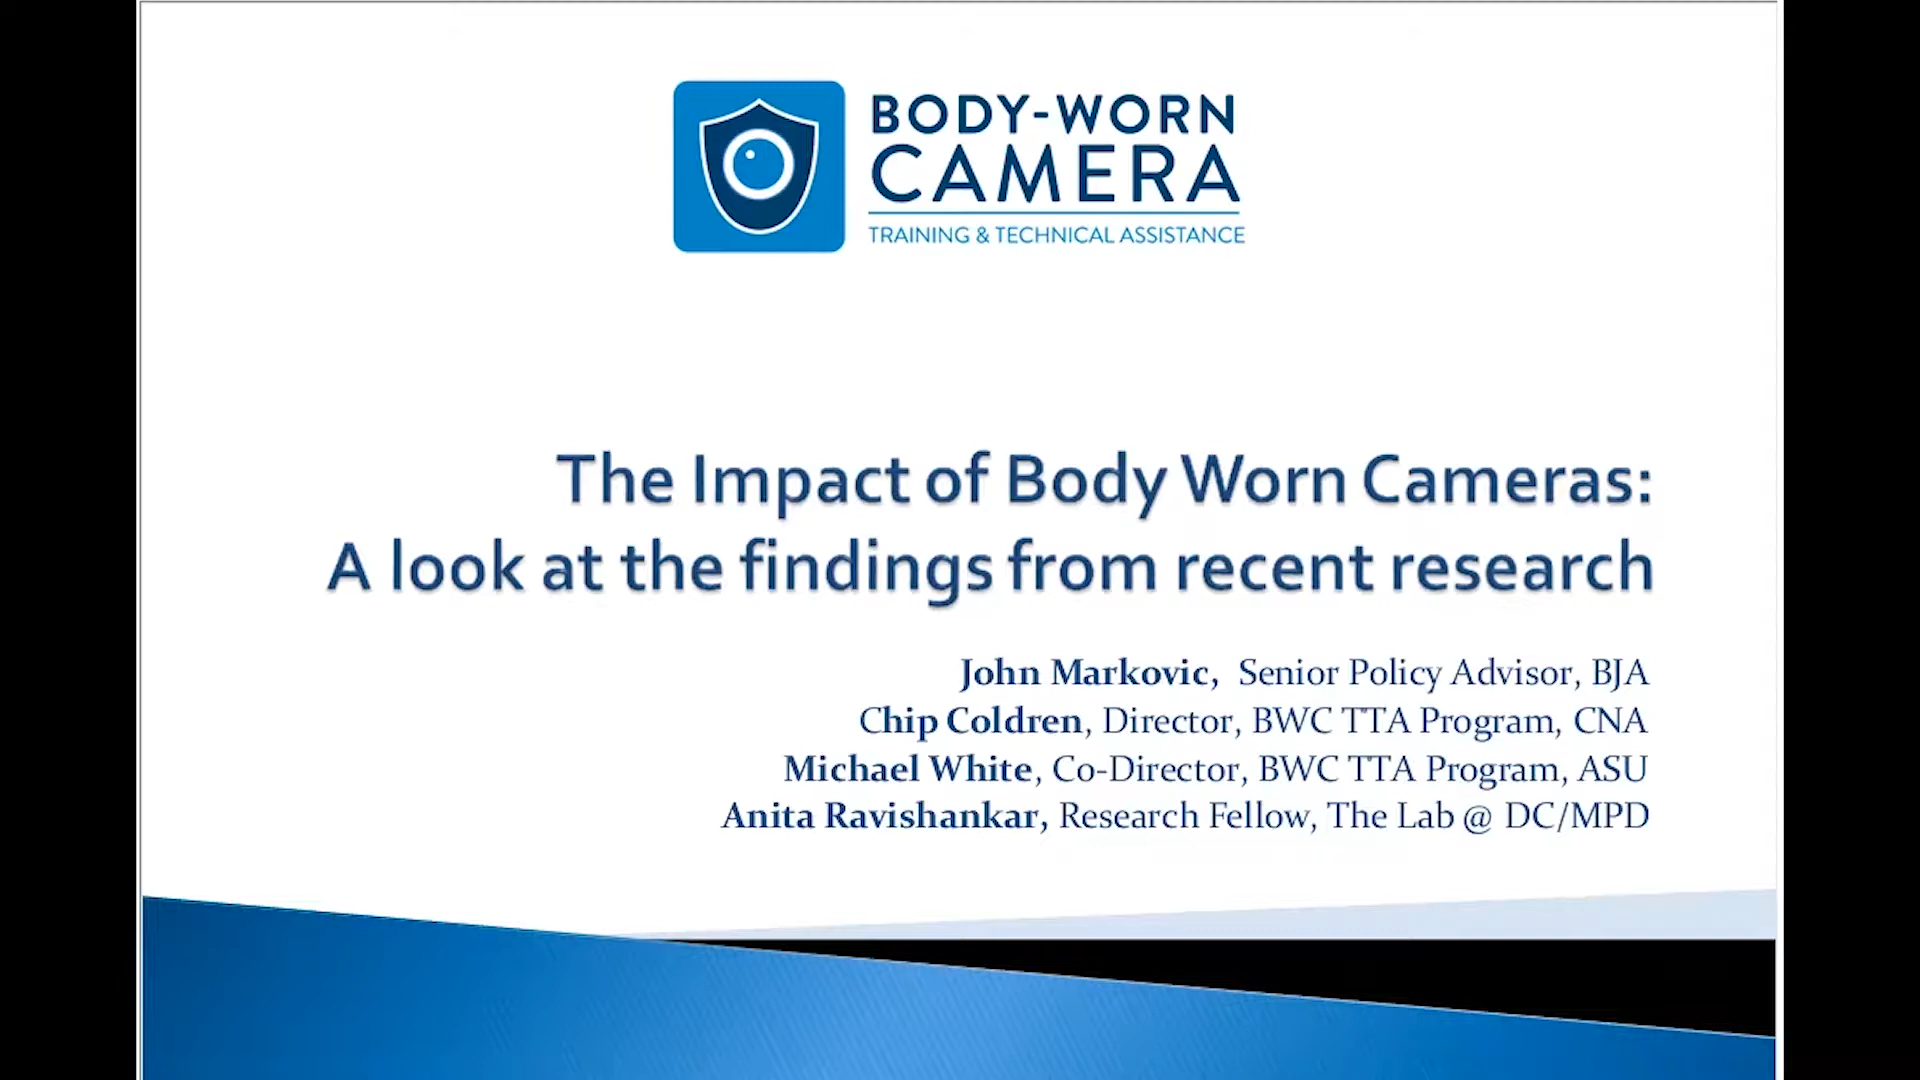 BODY-WORN
CAMERA
TRAINING & TECHNICAL ASSISTANCE
The Impact of Body Worn Cameras:
A look at the findings from recent research
John Markovic, Senior Policy Advisor, BJA
Chip Coldren, Director, BWC TTA Program, CNA
Michael White, Co-Director, BWC TTA Program, ASU
Anita Ravishankar, Research Fellow, The Lab @ DC/MPD